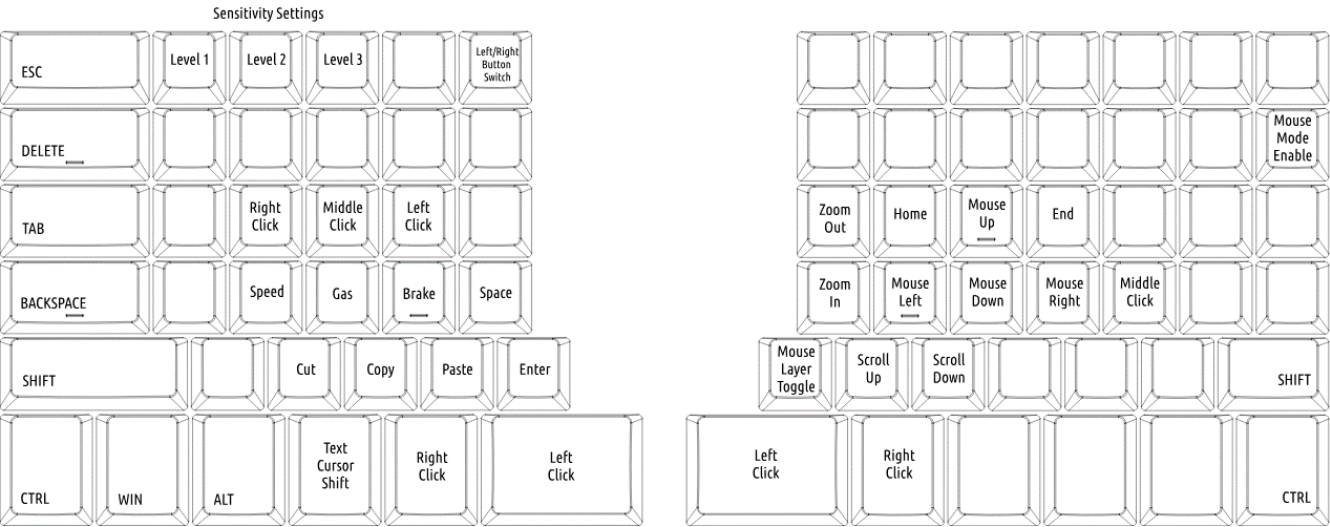 Sensitivity Settings
ESC
Level 1
Level 2
Level 3
Left/Right
Button
Switch
DELETE
Mouse
Mode
Enable
TAB
Right
Click
Middle
Click
Left
Click
Zoom
Out
Home
Mouse
Up
End
BACKSPACE
Speed
Gas
Brake
Space
Zoom
In
Mouse
Left
Mouse
Down
Mouse
Right
Middle
Click
SHIFT
Cut
Copy
Paste
Enter
Mouse
Layer
Toggle
Scroll
Up
Scroll
Down
SHIFT
CTRL
WIN
ALT
Text
Cursor
Shift
Right
Click
Left
Click
Left
Click
Right
Click
CTRL